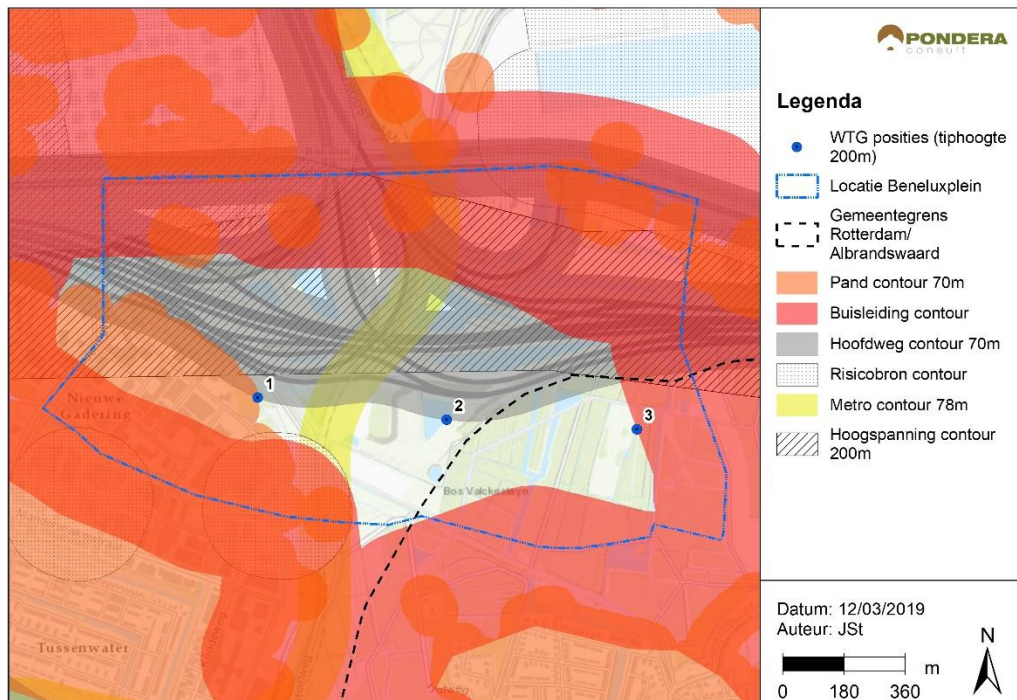 PONDERA
consult
Legenda
WTG posities (tiphoogte
200m)
Locatie Beneluxplein
Gemeentegrens
Rotterdam/
Albrandswaard
Pand contour 70m
Buisleiding contour
Hoofdweg contour 70m
Risicobron contour
Metro contour 78m
Hoogspanning contour
200m
1
2
3
Nieuwe
Gadering
Bos Valckesteyn
Tussenwater
Datum: 12/03/2019
Auteur: JSt
N
m
0 180 360